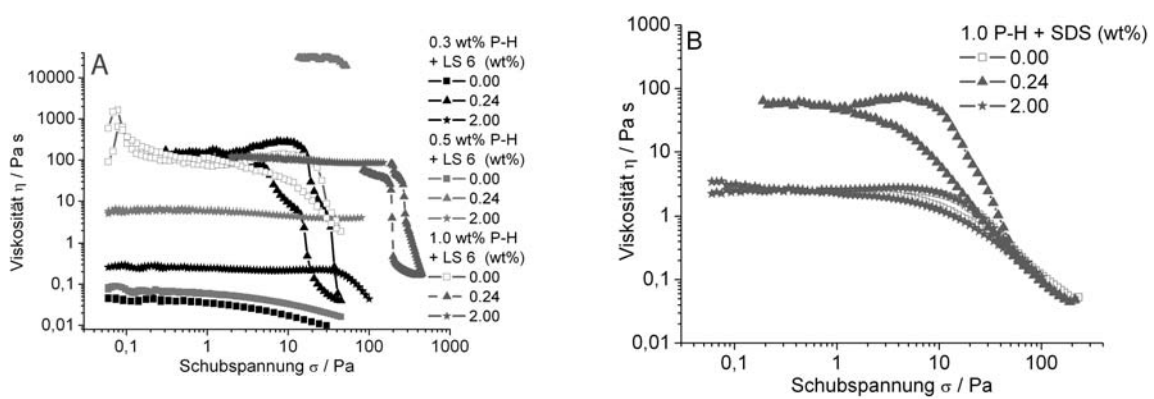 A
Viskosität η / Pa s
10000
1000
100
10
1
0,1
0,01
0,1
1
10
100
1000
Schubspannung σ / Pa
0.3 wt% P-H
+ LS 6 (wt%)
0.00
0.24
2.00
0.5 wt% P-H
+ LS 6 (wt%)
0.00
0.24
2.00
1.0 wt% P-H
+ LS 6 (wt%)
0.00
0.24
2.00
B
Viskosität η / Pa s
1000
100
10
1
0,1
0,01
0,1
1
10
100
Schubspannung σ / Pa
1.0 P-H + SDS (wt%)
0.00
0.24
2.00